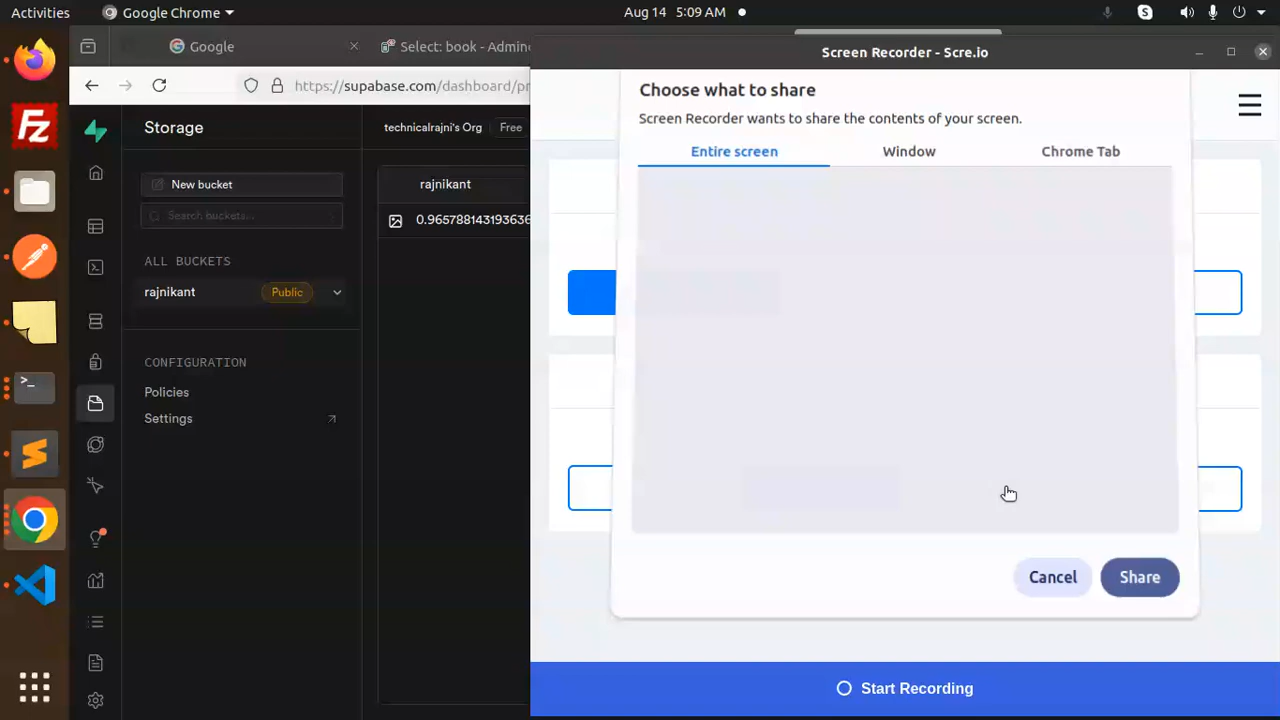 Activities
Google Chrome
Aug 14 5:09 AM
S
Google
Select: book - Admine
https://supabase.com/dashboard/pr
Fz
Storage
technicalrajni's Org
Free
New bucket
Search buckets...
ALL BUCKETS
rajnikant
Public
CONFIGURATION
Policies
Settings
rajnikant
0.965788143193636
Screen Recorder - Scre.io
Choose what to share
Screen Recorder wants to share the contents of your screen.
Entire screen
Window
Chrome Tab
Cancel
Share
Start Recording